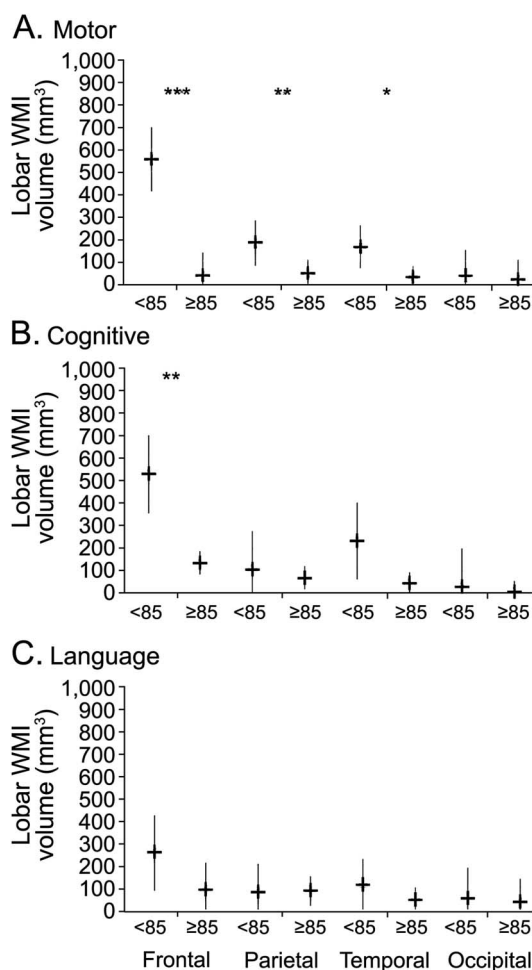 A. Motor
Lobar WMI
volume (mm³)
1,000
900
800
700
600
500
400
300
200
100
0
*** ** *
<85 ≥85 <85 ≥85 <85 ≥85 <85 ≥85
B. Cognitive
Lobar WMI
volume (mm³)
1,000
900
800
700
600
500
400
300
200
100
0
**
<85 ≥85 <85 ≥85 <85 ≥85 <85 ≥85
C. Language
Lobar WMI
volume (mm³)
1,000
900
800
700
600
500
400
300
200
100
0
<85 ≥85 <85 ≥85 <85 ≥85 <85 ≥85
Frontal Parietal Temporal Occipital